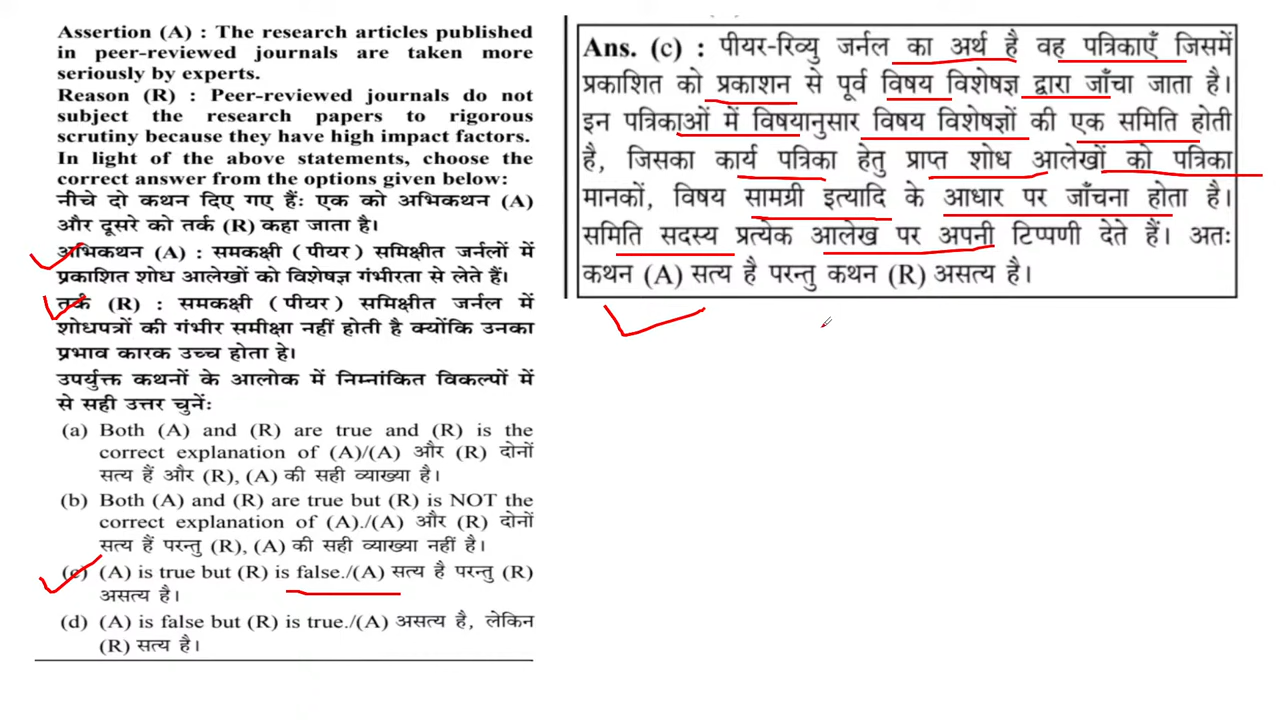 Assertion (A) : The research articles published
in peer-reviewed journals are taken more
seriously by experts.
Reason (R) : Peer-reviewed journals do not
subject the research papers to rigorous
scrutiny because they have high impact factors.
In light of the above statements, choose the
correct answer from the options given below:
नीचे दो कथन दिए गए हैंः एक को अभिकथन (A)
और दूसरे को तर्क (R) कहा जाता है।
अभिकथन (A) : समकक्षी (पीयर) समिक्षीत जर्नलों में
प्रकाशित शोध आलेखों को विशेषज्ञ गंभीरता से लेते हैं।
तर्क (R) : समकक्षी (पीयर) समिक्षीत जर्नल में
शोधपत्रों की गंभीर समीक्षा नहीं होती है क्योंकि उनका
प्रभाव कारक उच्च होता हे।
उपर्युक्त कथनों के आलोक में निम्नांकित विकल्पों में
से सही उत्तर चुनेंः
(a) Both (A) and (R) are true and (R) is the
correct explanation of (A)/(A) और (R) दोनों
सत्य हैं और (R), (A) की सही व्याख्या है।
(b) Both (A) and (R) are true but (R) is NOT the
correct explanation of (A)./(A) और (R) दोनों
सत्य हैं परन्तु (R), (A) की सही व्याख्या नहीं है।
(c) (A) is true but (R) is false./(A) सत्य है परन्तु (R)
असत्य है।
(d) (A) is false but (R) is true./(A) असत्य है, लेकिन
(R) सत्य है।
Ans. (c) : पीयर-रिव्यु जर्नल का अर्थ है वह पत्रिकाएँ जिसमें
प्रकाशित को प्रकाशन से पूर्व विषय विशेषज्ञ द्वारा जाँचा जाता है।
इन पत्रिकाओं में विषयानुसार विषय विशेषज्ञों की एक समिति होती
है, जिसका कार्य पत्रिका हेतु प्राप्त शोध आलेखों को पत्रिका
मानकों, विषय सामग्री इत्यादि के आधार पर जाँचना होता है।
समिति सदस्य प्रत्येक आलेख पर अपनी टिप्पणी देते हैं। अतः
कथन (A) सत्य है परन्तु कथन (R) असत्य है।